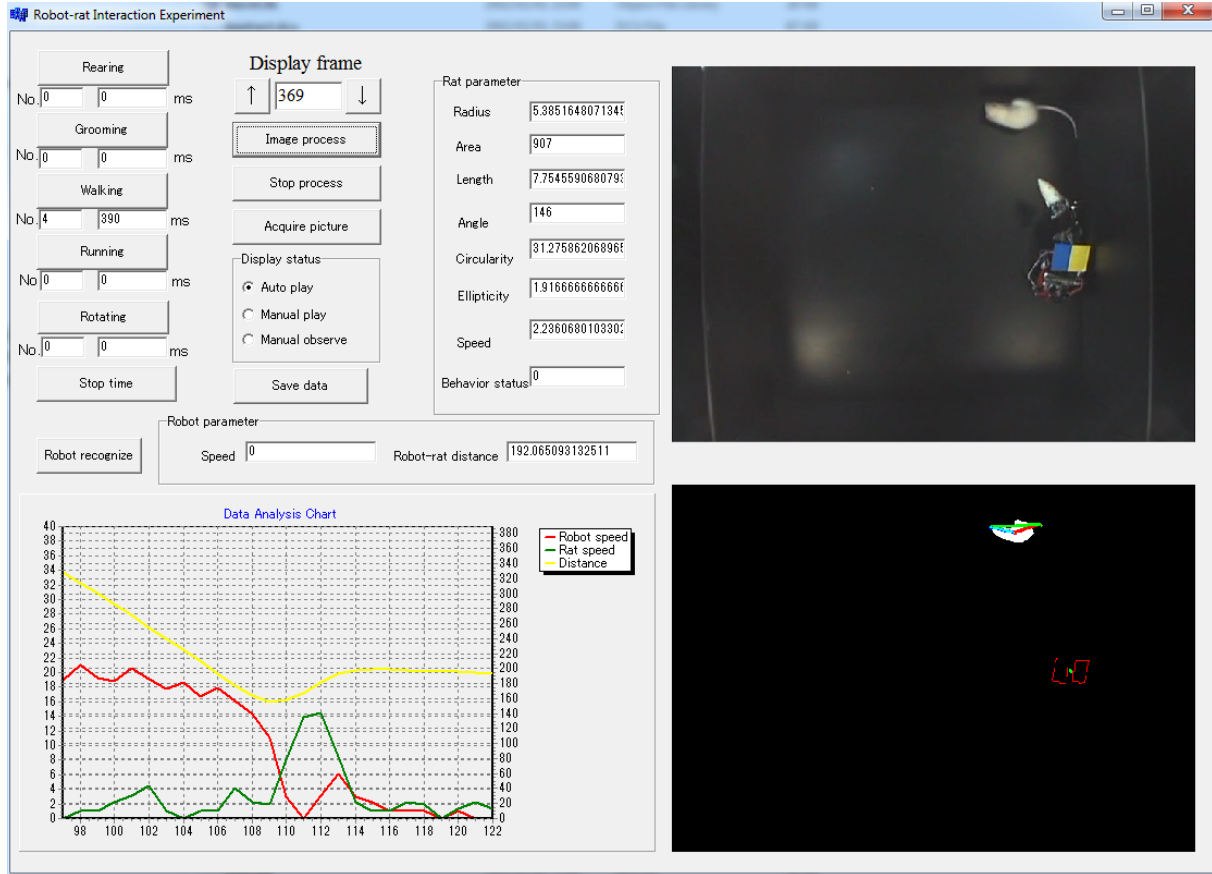 Robot-rat Interaction Experiment
Rearing
No. 0 0 ms
Grooming
No. 0 0 ms
Walking
No. 4 390 ms
Running
No 0 0 ms
Rotating
No. 0 0 ms
Stop time
Display frame
↑ 369 ↓
Image process
Stop process
Acquire picture
Display status
Auto play
Manual play
Manual observe
Save data
Rat parameter
Radius 5.385164807134
Area 907
Length 7.754559068079
Angle 146
Circularity 31.27586206896
Ellipticity 1.916666666666
Speed 2.236068010330
Behavior status 0
Robot recognize
Robot parameter
Speed 0
Robot-rat distance 192.065093132511
Data Analysis Chart
40
38
36
34
32
30
28
26
24
22
20
18
16
14
12
10
8
6
4
2
0
380
360
340
320
300
280
260
240
220
200
180
160
140
120
100
80
60
40
20
0
98 100 102 104 106 108 110 112 114 116 118 120 122
Robot speed
Rat speed
Distance